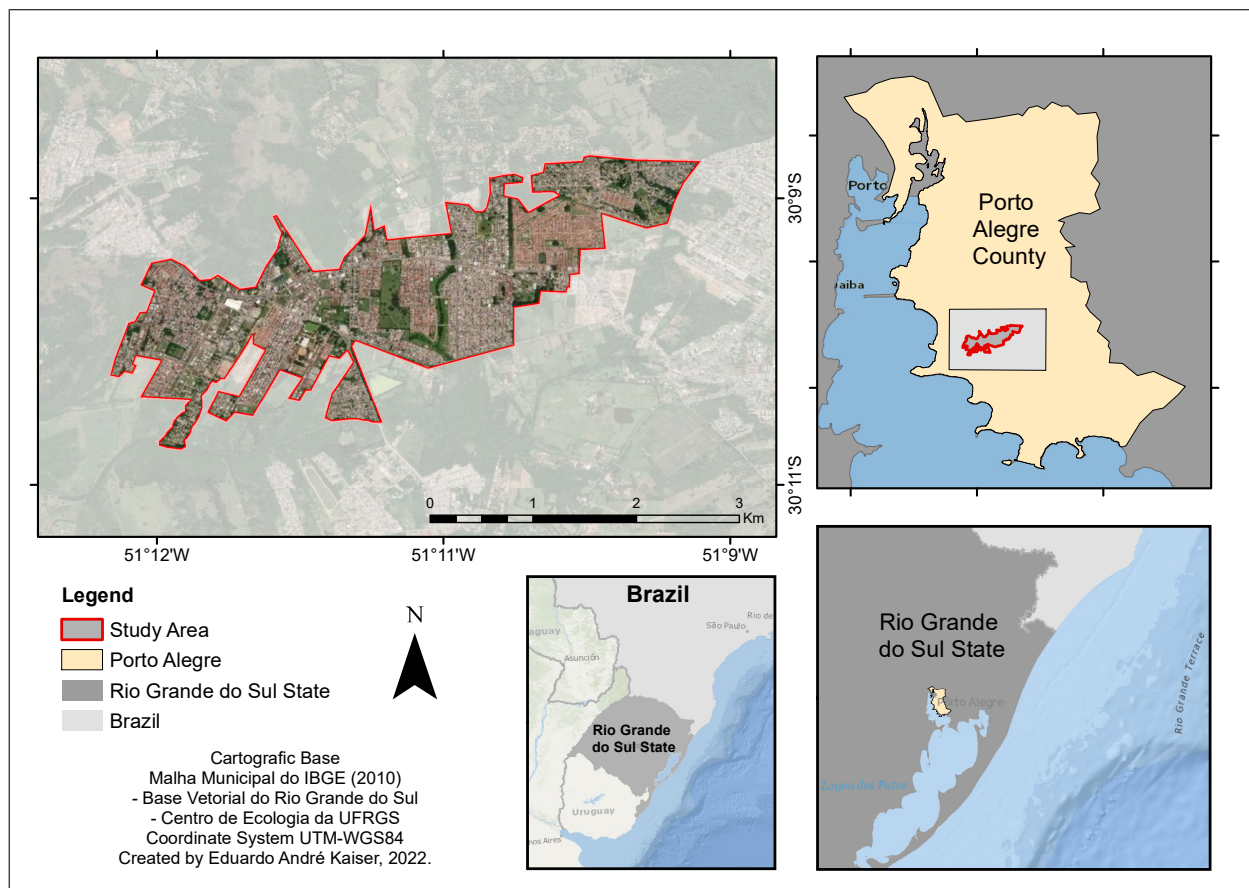 30°9'S
30°11'S
0 1 2 3
Km
51°12'W 51°11'W 51°9'W
Porto
Porto
Alegre
County
aiba
Legend
Study Area
Porto Alegre
Rio Grande do Sul State
Brazil
N
Cartografic Base
Malha Municipal do IBGE (2010)
- Base Vetorial do Rio Grande do Sul
- Centro de Ecologia da UFRGS
Coordinate System UTM-WGS84
Created by Eduardo André Kaiser, 2022.
Brazil
Rio de
São Paulo
aguay
Asunción
Rio Grande
do Sul State
Uruguay
nos Aires
Rio Grande
do Sul State
Porto Alegre
Lagoa dos Patos
Rio Grande Terrace